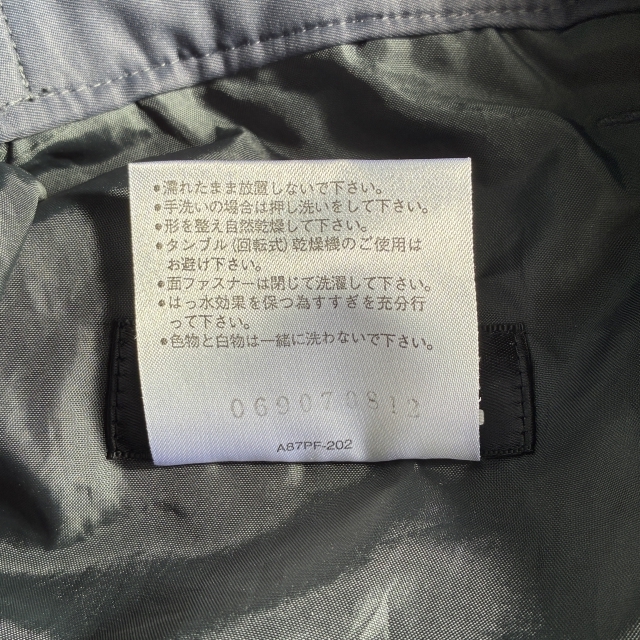 ●濡れたまま放置しないで下さい。
●手洗いの場合は押し洗いをして下さい。
●形を整え自然乾燥して下さい。
●タンブル(回転式)乾燥機のご使用は
お避け下さい。
●面ファスナーは閉じて洗濯して下さい。
●はっ水効果を保つ為すすぎを充分行
って下さい。
●色物と白物は一緒に洗わないで下さい。
069070812
A87PF-202